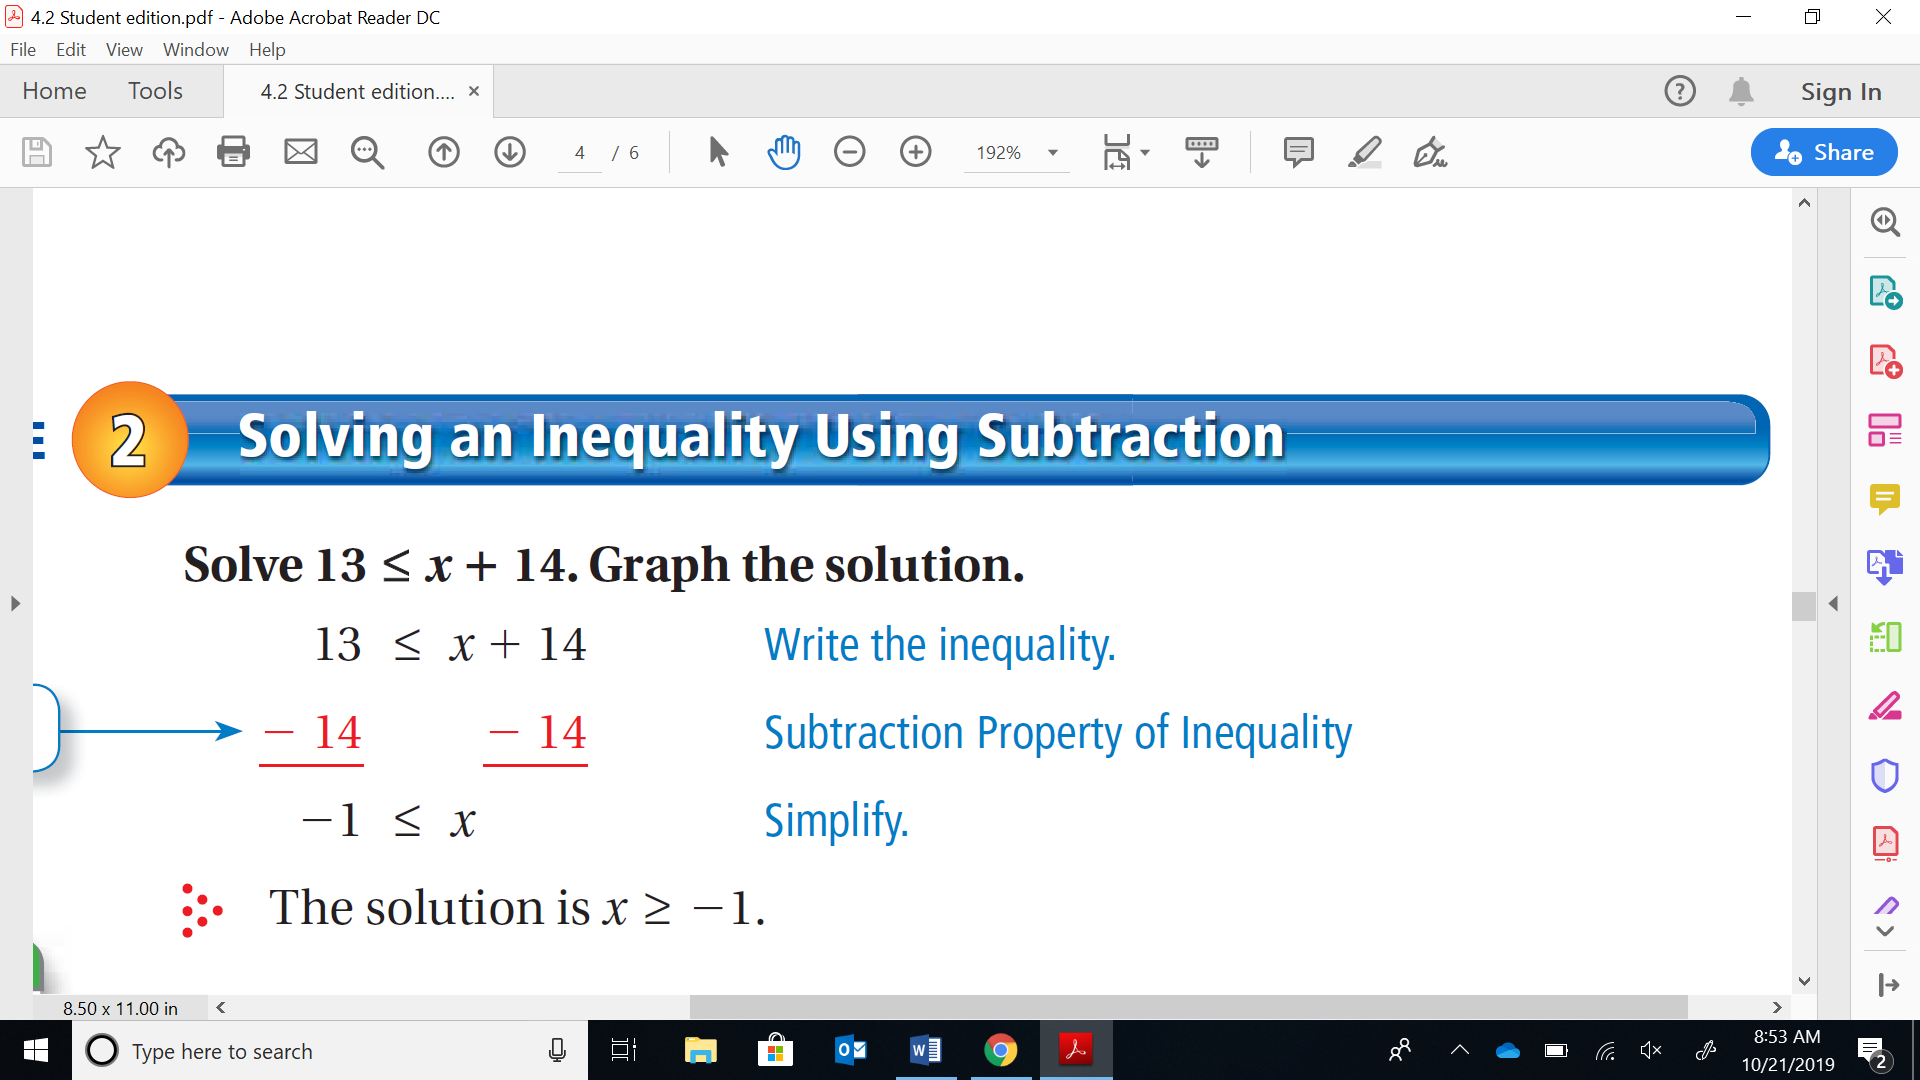 4.2 Student edition.pdf - Adobe Acrobat Reader DC
File Edit View Window Help
Home Tools 4.2 Student edition.... × Sign In
4 / 6 192% Share
2 Solving an Inequality Using Subtraction
Solve 13 ≤ x + 14. Graph the solution.
13 ≤ x + 14 Write the inequality.
− 14 − 14 Subtraction Property of Inequality
−1 ≤ x Simplify.
The solution is x ≥ −1.
8.50 x 11.00 in
Type here to search
8:53 AM
10/21/2019
2